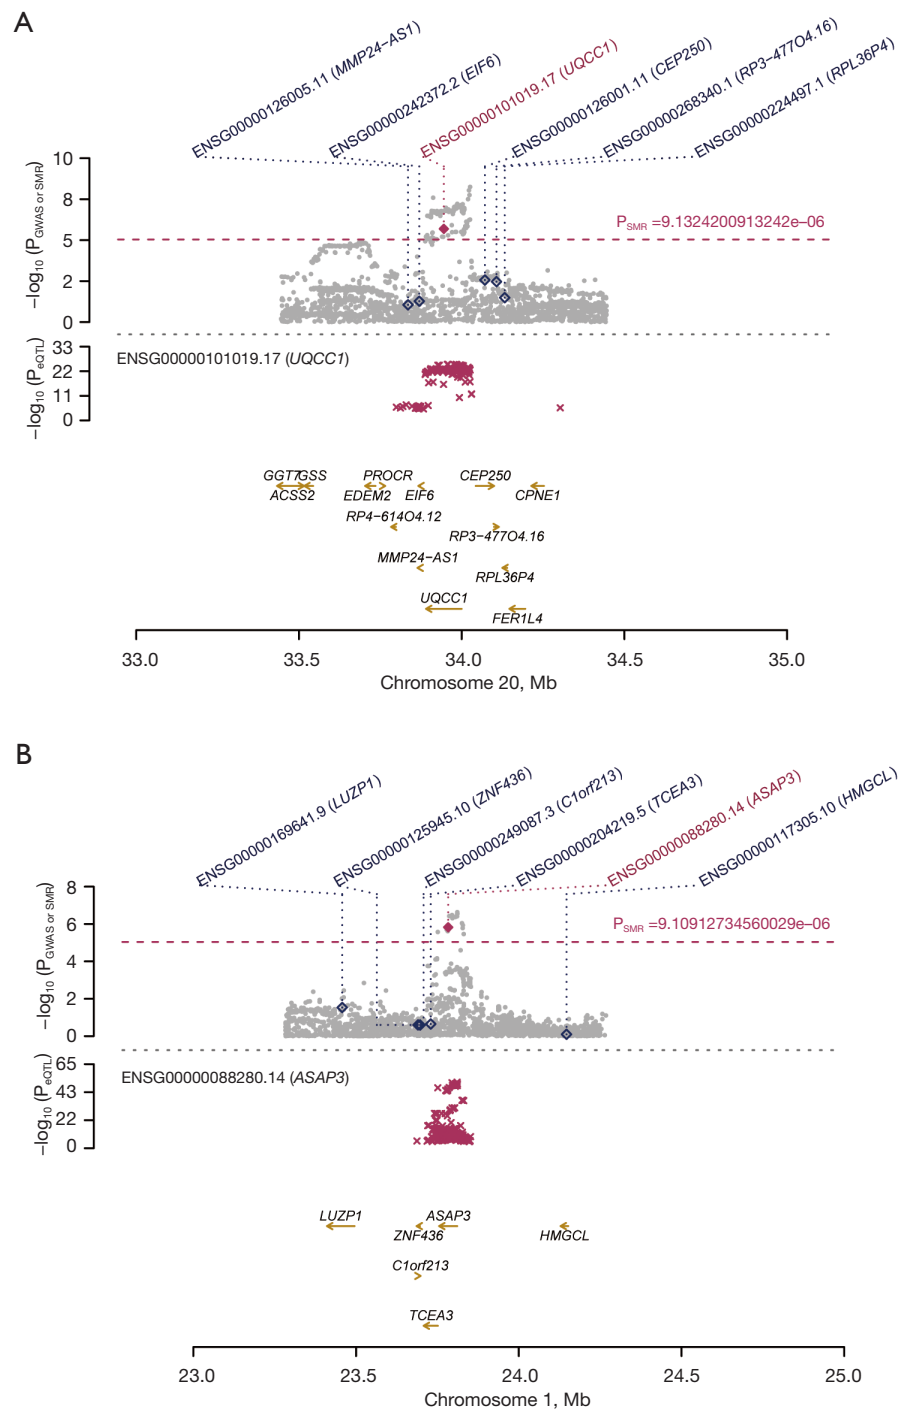 A
ENSG00000126005.11 (MMP24-AS1)
ENSG00000242372.2 (EIF6)
ENSG00000101019.17 (UQCC1)
ENSG00000126001.11 (CEP250)
ENSG00000268340.1 (RP3-477O4.16)
ENSG00000224497.1 (RPL36P4)
−log10 (PGWAS or SMR)
10
8
5
2
0
PSMR =9.1324200913242e–06
−log10 (PeQTL)
33
22
11
0
ENSG00000101019.17 (UQCC1)
GGT7 GSS PROCR CEP250
ACSS2 EDEM2 EIF6 CPNE1
RP4−614O4.12
RP3−477O4.16
MMP24−AS1
RPL36P4
UQCC1
FER1L4
33.0 33.5 34.0 34.5 35.0
Chromosome 20, Mb
B
ENSG00000169641.9 (LUZP1)
ENSG00000125945.10 (ZNF436)
ENSG00000249087.3 (C1orf213)
ENSG00000204219.5 (TCEA3)
ENSG00000088280.14 (ASAP3)
ENSG00000117305.10 (HMGCL)
−log10 (PGWAS or SMR)
8
6
4
2
0
PSMR =9.10912734560029e–06
−log10 (PeQTL)
65
43
22
0
ENSG00000088280.14 (ASAP3)
LUZP1 ASAP3
ZNF436 HMGCL
C1orf213
TCEA3
23.0 23.5 24.0 24.5 25.0
Chromosome 1, Mb